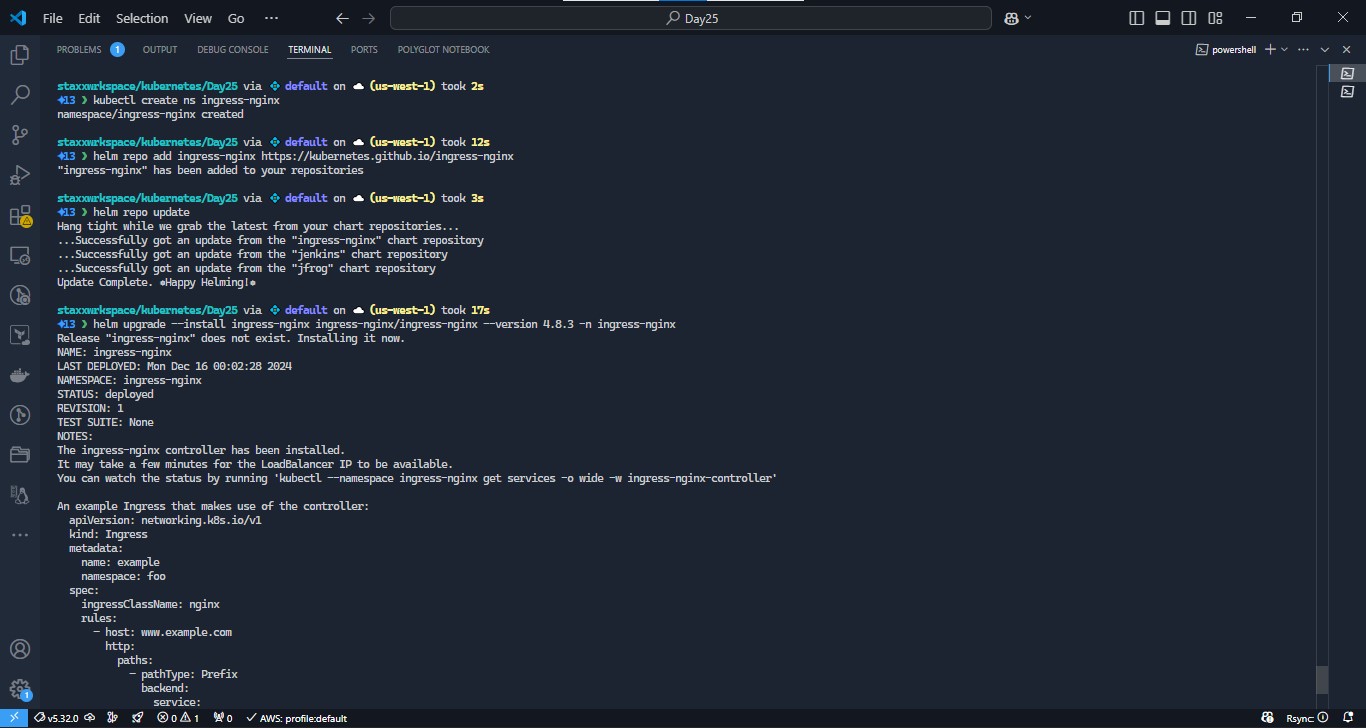 File Edit Selection View Go ... Day25
PROBLEMS 1 OUTPUT DEBUG CONSOLE TERMINAL PORTS POLYGLOT NOTEBOOK powershell
staxxwrkspace/kubernetes/Day25 via default on (us-west-1) took 2s
13 ❯ kubectl create ns ingress-nginx
namespace/ingress-nginx created
staxxwrkspace/kubernetes/Day25 via default on (us-west-1) took 12s
13 ❯ helm repo add ingress-nginx https://kubernetes.github.io/ingress-nginx
"ingress-nginx" has been added to your repositories
staxxwrkspace/kubernetes/Day25 via default on (us-west-1) took 3s
13 ❯ helm repo update
Hang tight while we grab the latest from your chart repositories...
...Successfully got an update from the "ingress-nginx" chart repository
...Successfully got an update from the "jenkins" chart repository
...Successfully got an update from the "jfrog" chart repository
Update Complete. ⎈Happy Helming!⎈
staxxwrkspace/kubernetes/Day25 via default on (us-west-1) took 17s
13 ❯ helm upgrade --install ingress-nginx ingress-nginx/ingress-nginx --version 4.8.3 -n ingress-nginx
Release "ingress-nginx" does not exist. Installing it now.
NAME: ingress-nginx
LAST DEPLOYED: Mon Dec 16 00:02:28 2024
NAMESPACE: ingress-nginx
STATUS: deployed
REVISION: 1
TEST SUITE: None
NOTES:
The ingress-nginx controller has been installed.
It may take a few minutes for the LoadBalancer IP to be available.
You can watch the status by running 'kubectl --namespace ingress-nginx get services -o wide -w ingress-nginx-controller'
An example Ingress that makes use of the controller:
apiVersion: networking.k8s.io/v1
kind: Ingress
metadata:
name: example
namespace: foo
spec:
ingressClassName: nginx
rules:
- host: www.example.com
http:
paths:
- pathType: Prefix
backend:
service:
1
v5.32.0 0 1 0 AWS: profile:default Rsync: